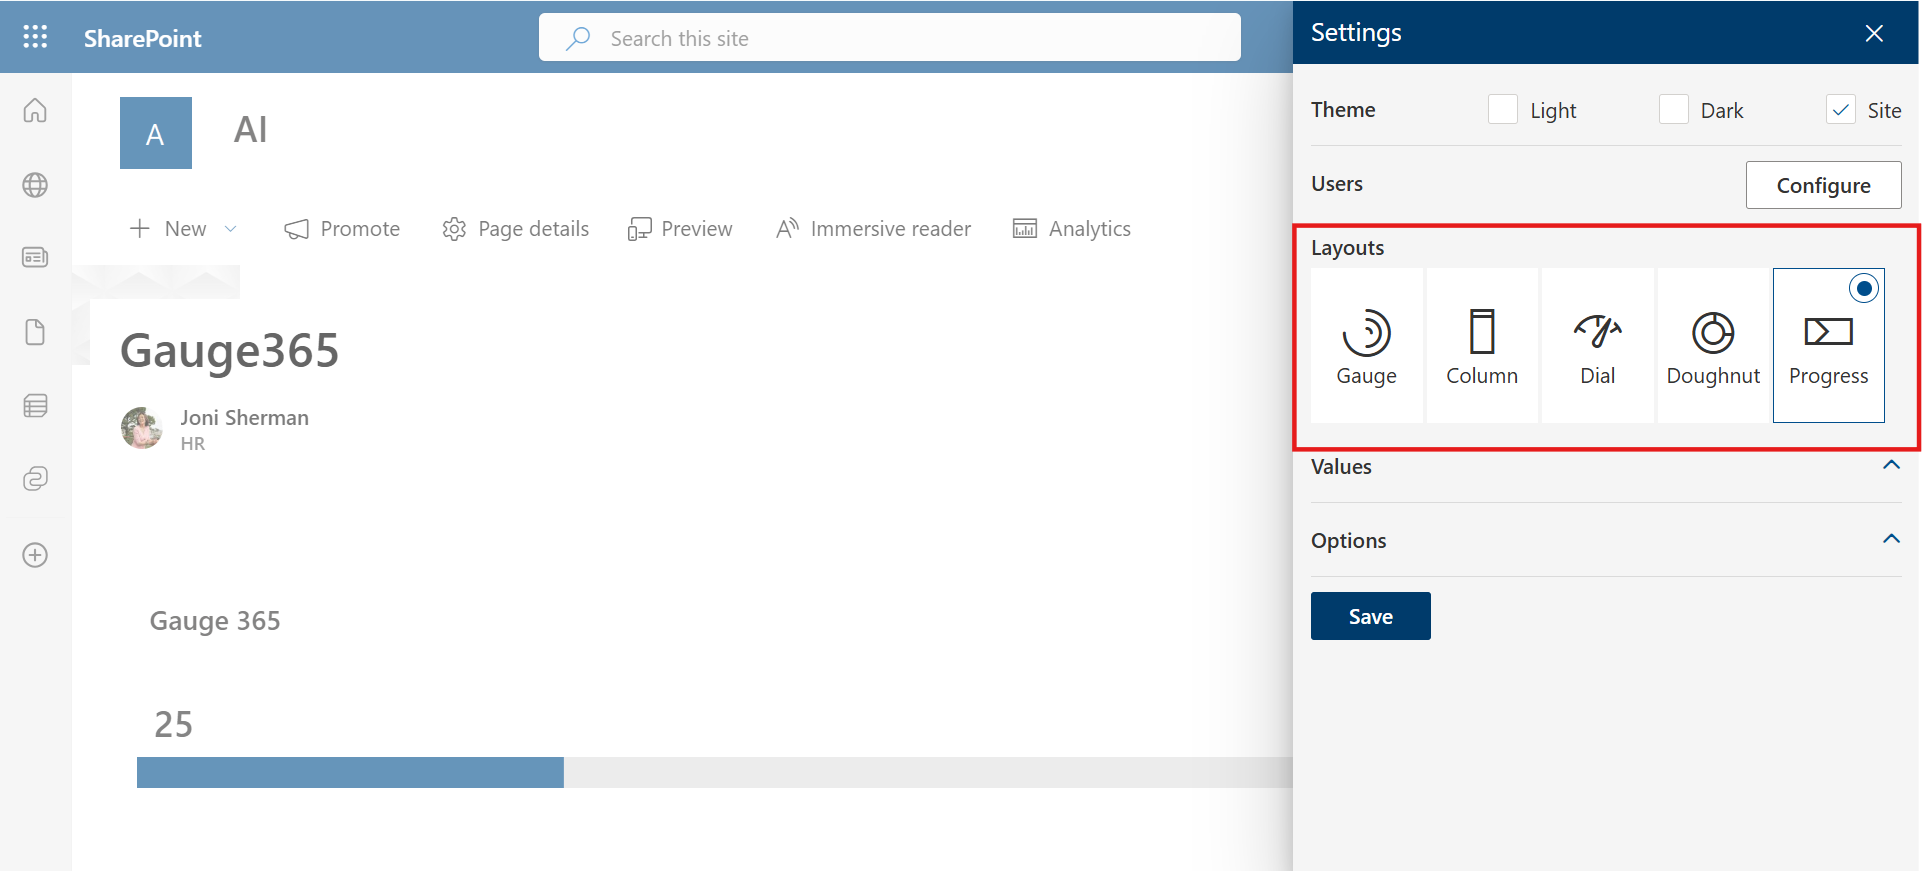 SharePoint
Search this site
A
AI
New
Promote
Page details
Preview
Immersive reader
Analytics
Gauge365
Joni Sherman
HR
Gauge 365
25
Settings
Theme
Light
Dark
Site
Users
Configure
Layouts
Gauge
Column
Dial
Doughnut
Progress
Values
Options
Save